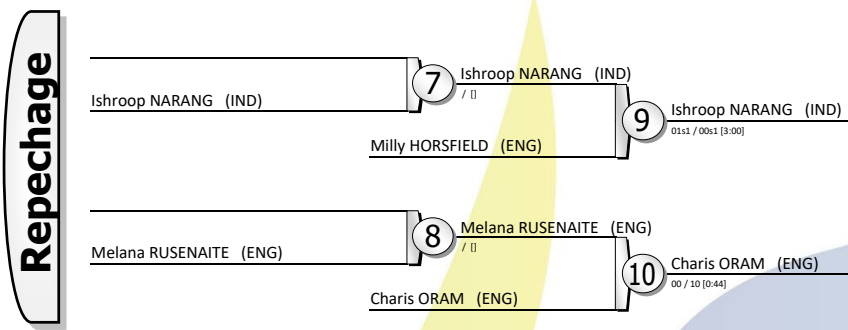 Repechage
Ishroop NARANG (IND)
7
Ishroop NARANG (IND)
/ []
Milly HORSFIELD (ENG)
9
Ishroop NARANG (IND)
01s1 / 00s1 [3:00]
Melana RUSENAITE (ENG)
8
Melana RUSENAITE (ENG)
/ []
Charis ORAM (ENG)
10
Charis ORAM (ENG)
00 / 10 [0:44]